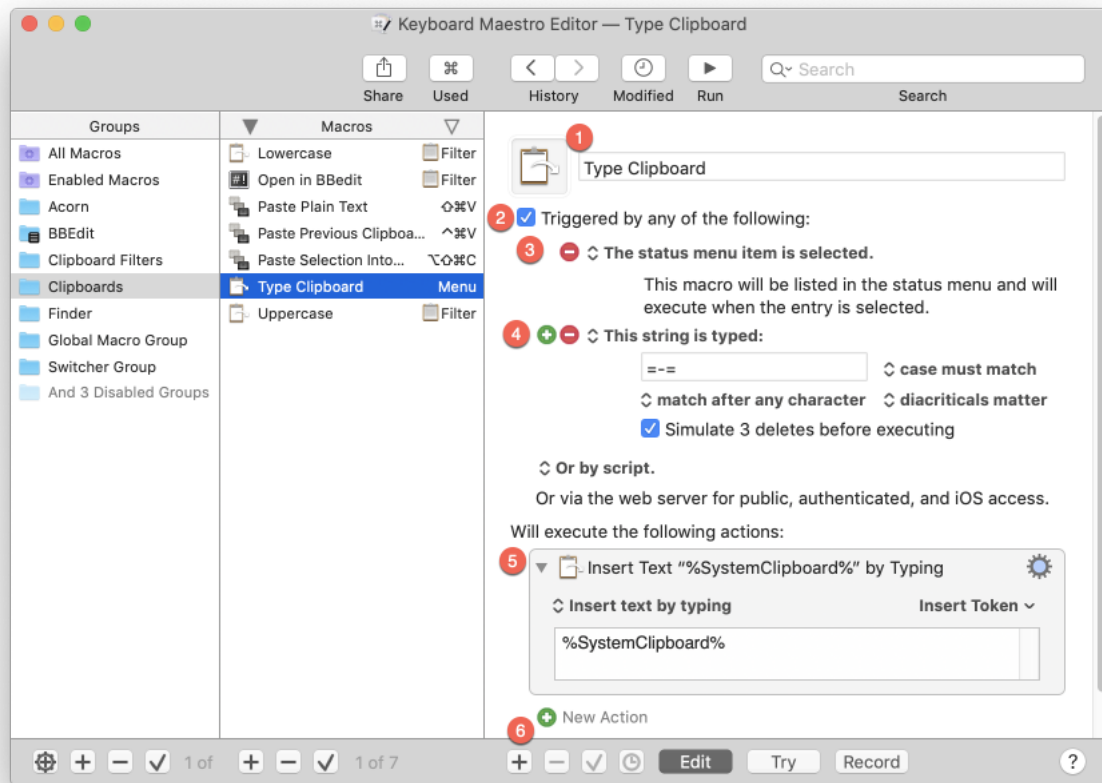 Keyboard Maestro Editor — Type Clipboard
Share
Used
History
Modified
Run
Search
Search
Groups
All Macros
Enabled Macros
Acorn
BBEdit
Clipboard Filters
Clipboards
Finder
Global Macro Group
Switcher Group
And 3 Disabled Groups
Macros
Lowercase Filter
Open in BBedit Filter
Paste Plain Text ⇧⌘V
Paste Previous Clipboa... ^⌘V
Paste Selection Into... ⌥⇧⌘C
Type Clipboard Menu
Uppercase Filter
1
Type Clipboard
2 Triggered by any of the following:
3 The status menu item is selected.
This macro will be listed in the status menu and will
execute when the entry is selected.
4 This string is typed:
=-= case must match
match after any character diacriticals matter
Simulate 3 deletes before executing
Or by script.
Or via the web server for public, authenticated, and iOS access.
Will execute the following actions:
5 Insert Text “%SystemClipboard%” by Typing
Insert text by typing Insert Token
%SystemClipboard%
New Action
6
1 of
1 of 7
Edit
Try
Record
?